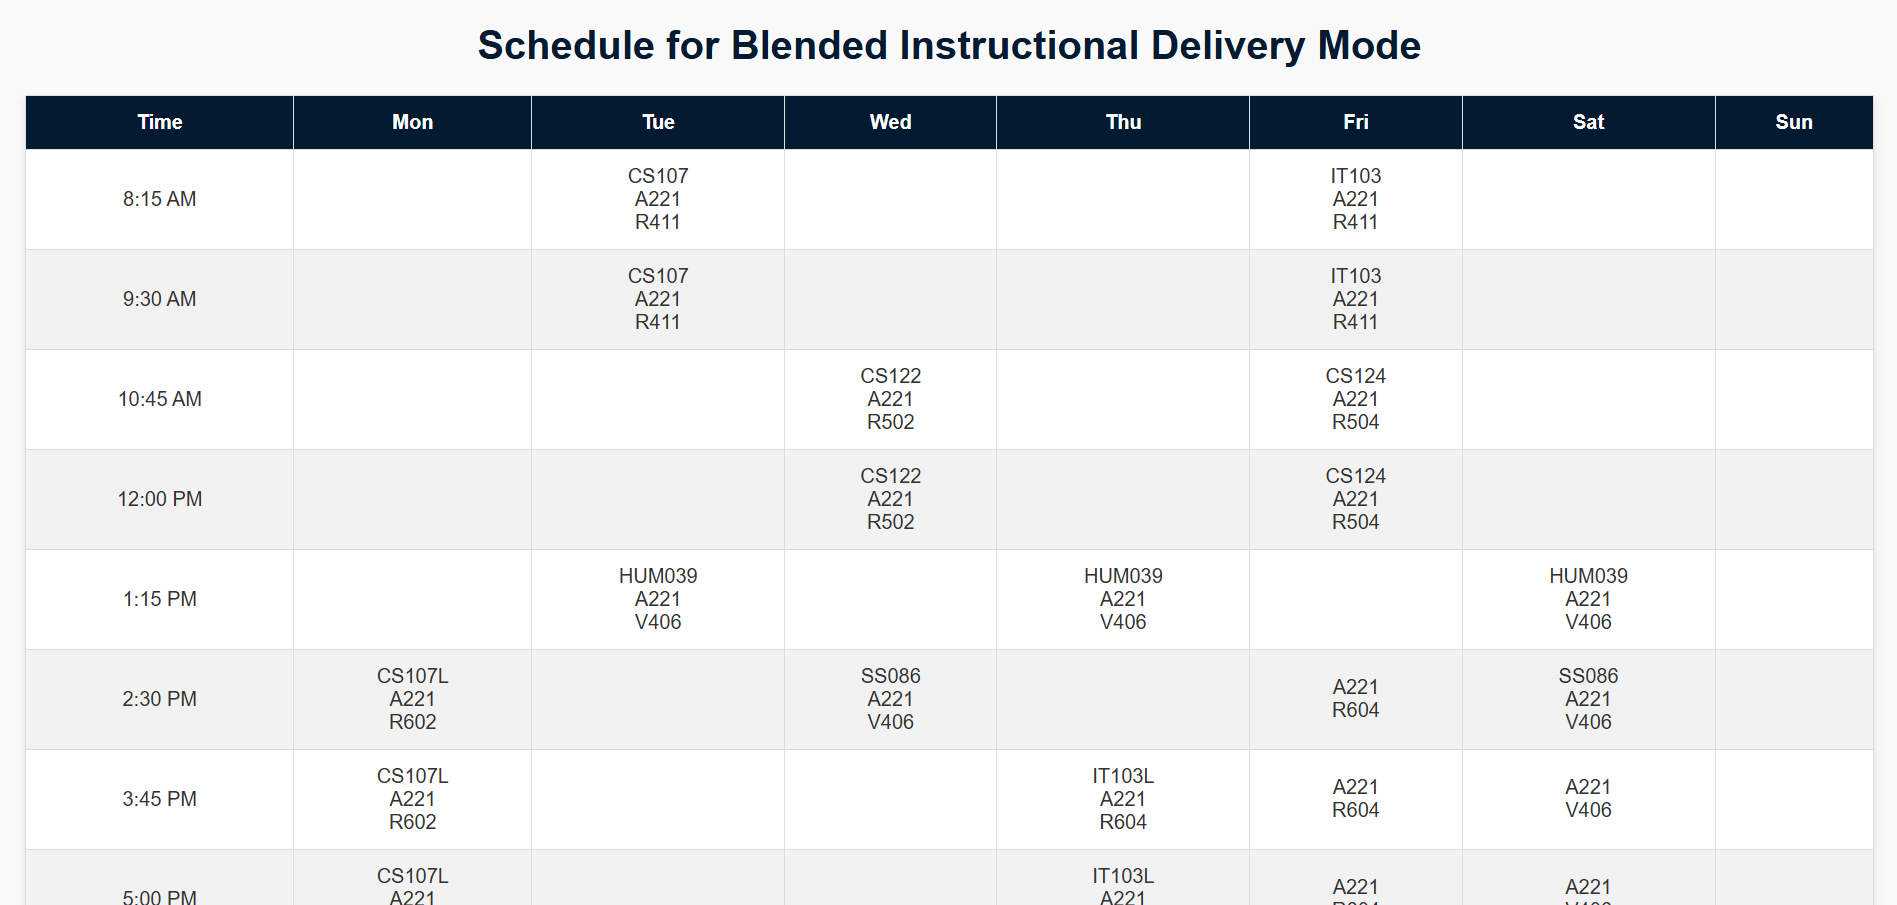 Schedule for Blended Instructional Delivery Mode
Time Mon Tue Wed Thu Fri Sat Sun
8:15 AM
CS107
A221
R411
IT103
A221
R411
9:30 AM
CS107
A221
R411
IT103
A221
R411
10:45 AM
CS122
A221
R502
CS124
A221
R504
12:00 PM
CS122
A221
R502
CS124
A221
R504
1:15 PM
HUM039
A221
V406
HUM039
A221
V406
HUM039
A221
V406
2:30 PM
CS107L
A221
R602
SS086
A221
V406
A221
R604
SS086
A221
V406
3:45 PM
CS107L
A221
R602
IT103L
A221
R604
A221
R604
A221
V406
5:00 PM
CS107L
A221
IT103L
A221
A221
A221